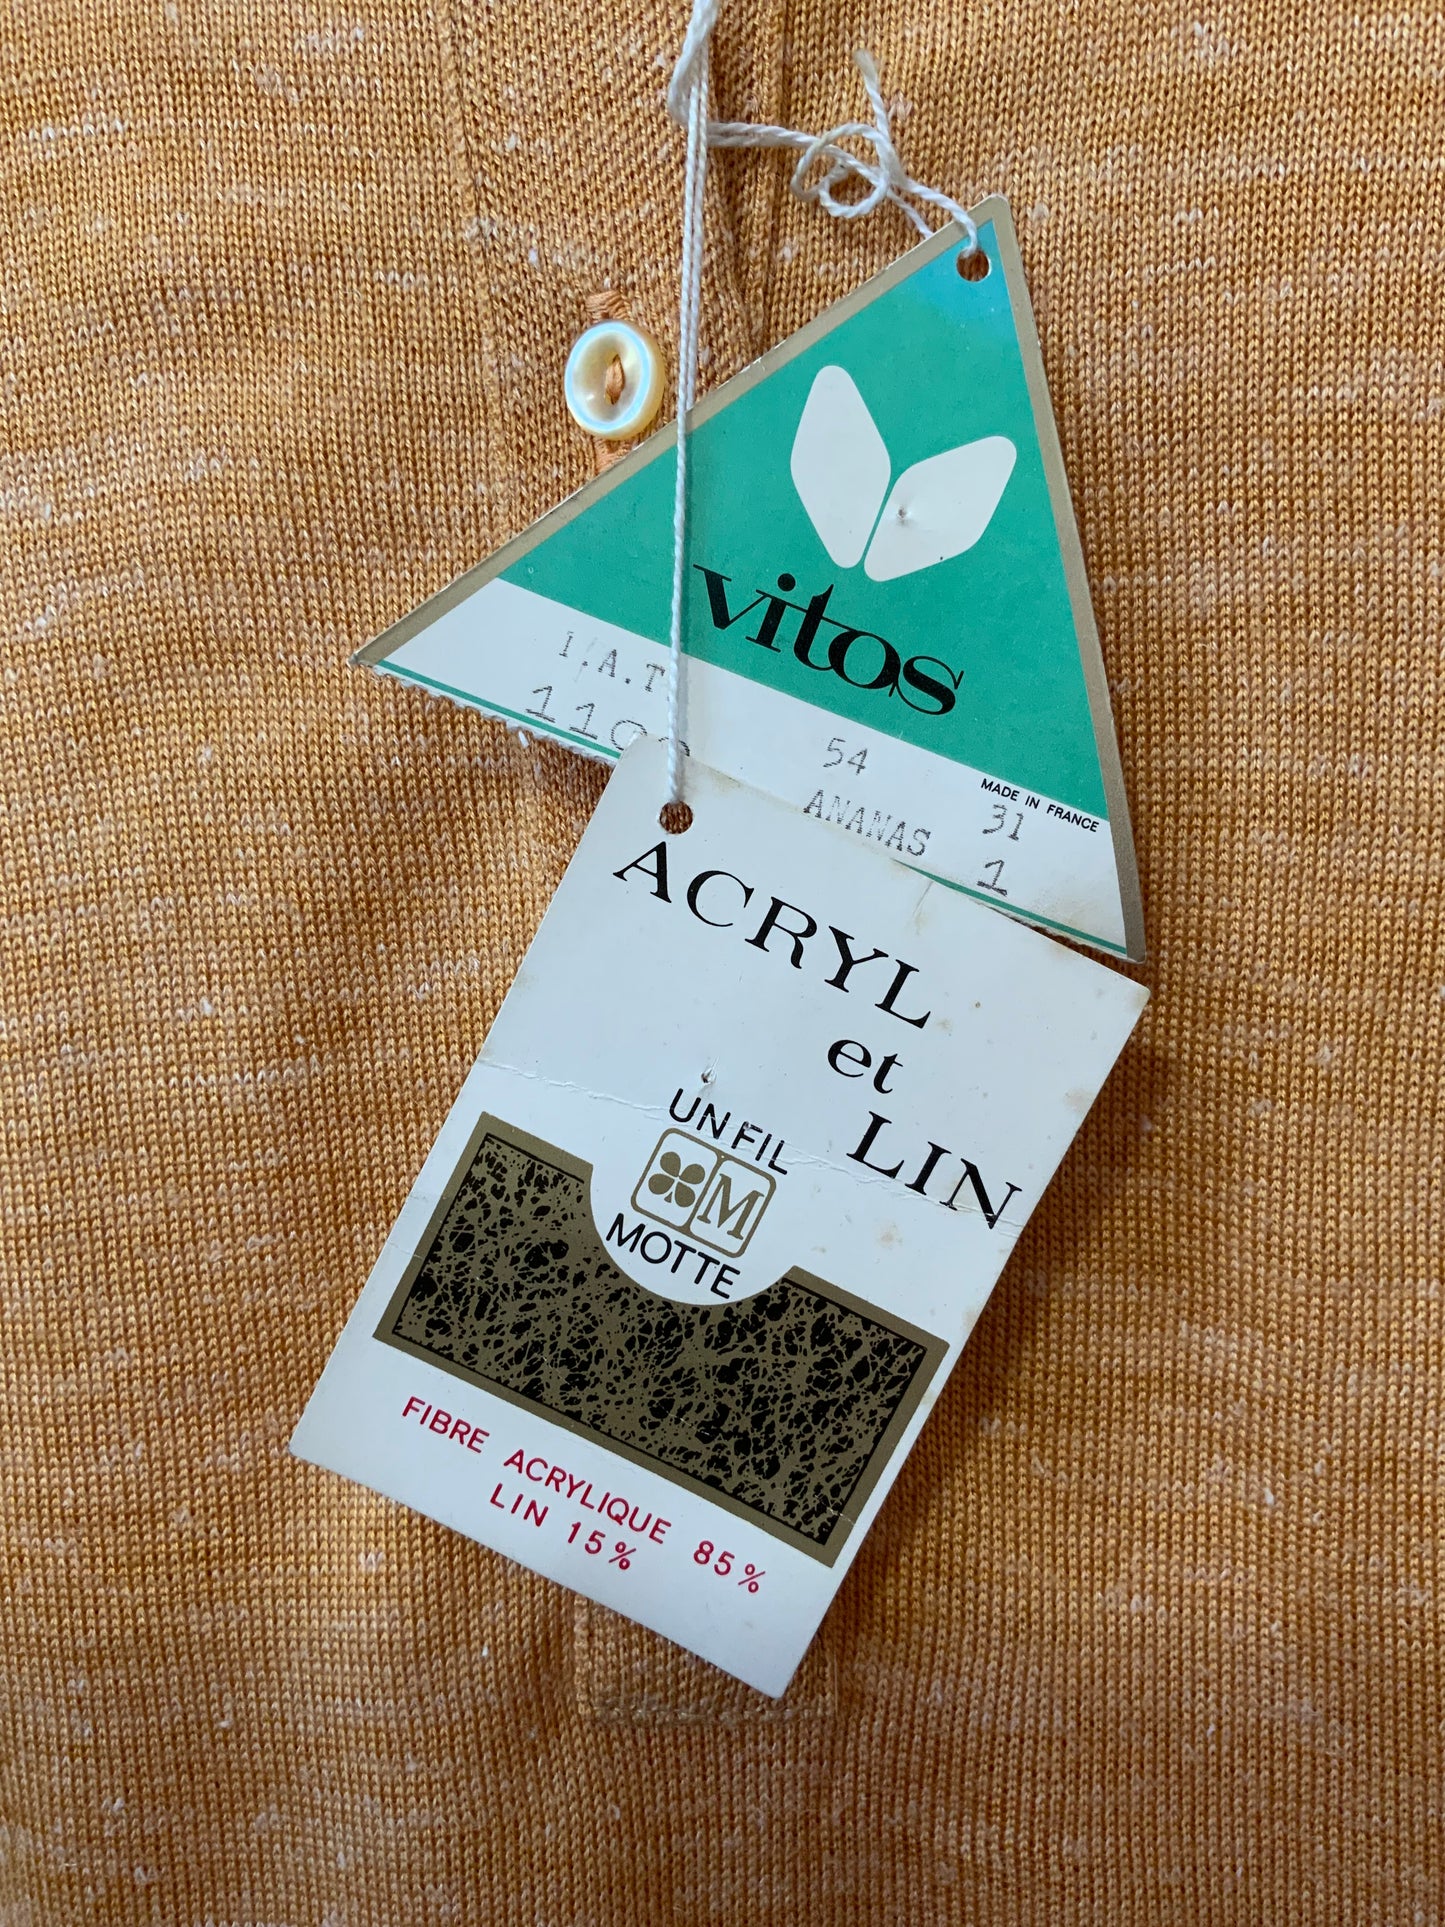 vitos
MADE IN FRANCE
54 31
ANANAS 1
ACRYL
et
LIN
UN FIL
M
MOTTE
FIBRE ACRYLIQUE 85%
LIN 15%